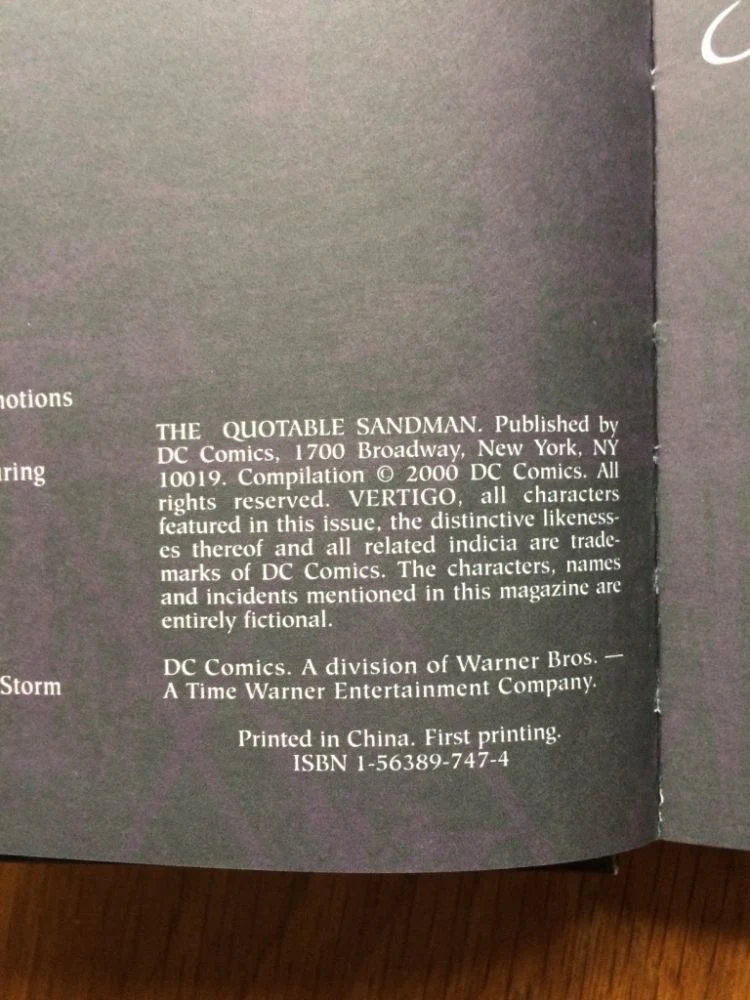 THE QUOTABLE SANDMAN. Published by
DC Comics, 1700 Broadway, New York, NY
10019. Compilation © 2000 DC Comics. All
rights reserved. VERTIGO, all characters
featured in this issue, the distinctive likeness-
es thereof and all related indicia are trade-
marks of DC Comics. The characters, names
and incidents mentioned in this magazine are
entirely fictional.
DC Comics. A division of Warner Bros. —
A Time Warner Entertainment Company.
Printed in China. First printing.
ISBN 1-56389-747-4
Storm